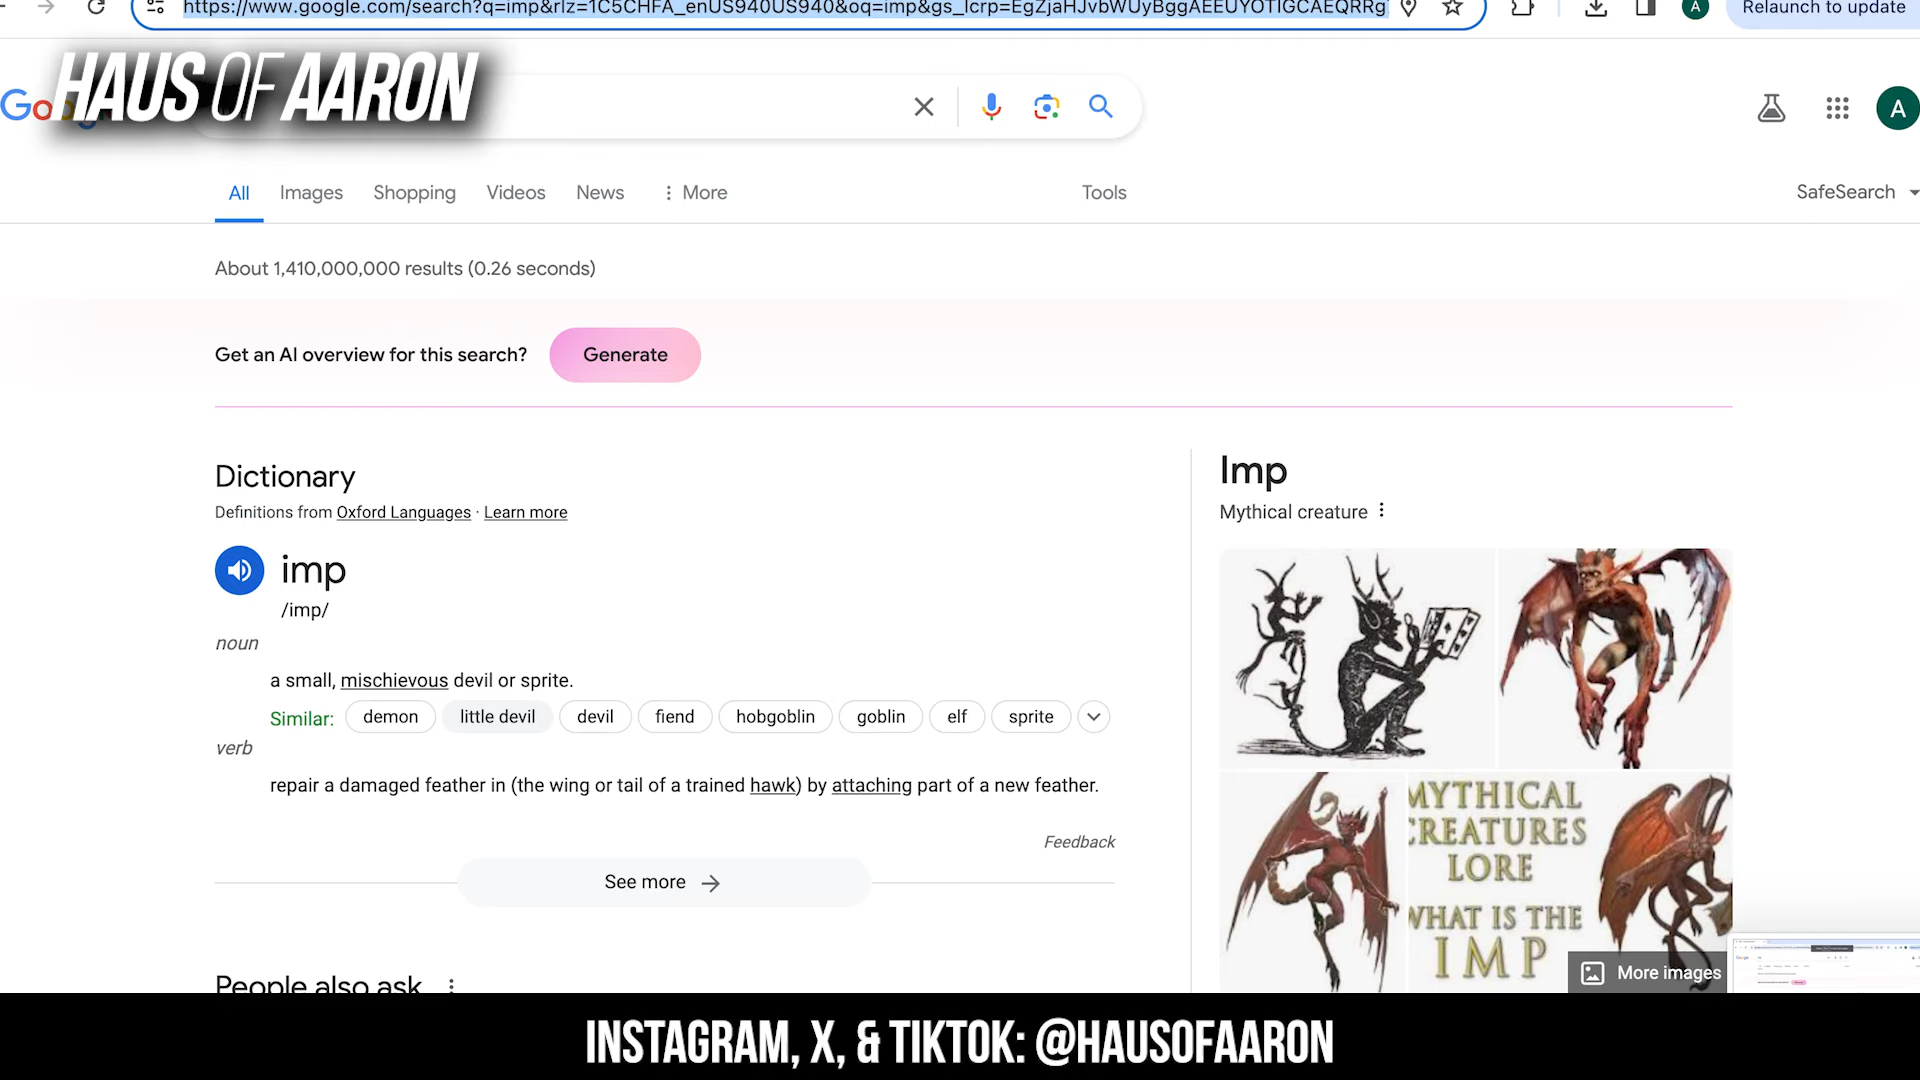 https://www.google.com/search?q=imp&rlz=1C5CHFA_enUS940US940&oq=imp&gs_lcrp=EgZjaHJvbWUyBggAEEUYOTIGCAEQRRg
A
Relaunch to update
HAUS OF AARON
Go
A
All
Images
Shopping
Videos
News
More
Tools
SafeSearch
About 1,410,000,000 results (0.26 seconds)
Get an AI overview for this search?
Generate
Dictionary
Definitions from Oxford Languages · Learn more
imp
/imp/
noun
a small, mischievous devil or sprite.
Similar: demon little devil devil fiend hobgoblin goblin elf sprite
verb
repair a damaged feather in (the wing or tail of a trained hawk) by attaching part of a new feather.
Feedback
See more
People also ask
Imp
Mythical creature
MYTHICAL
CREATURES
LORE
WHAT IS THE
IMP
More images
INSTAGRAM, X, & TIKTOK: @HAUSOFAARON